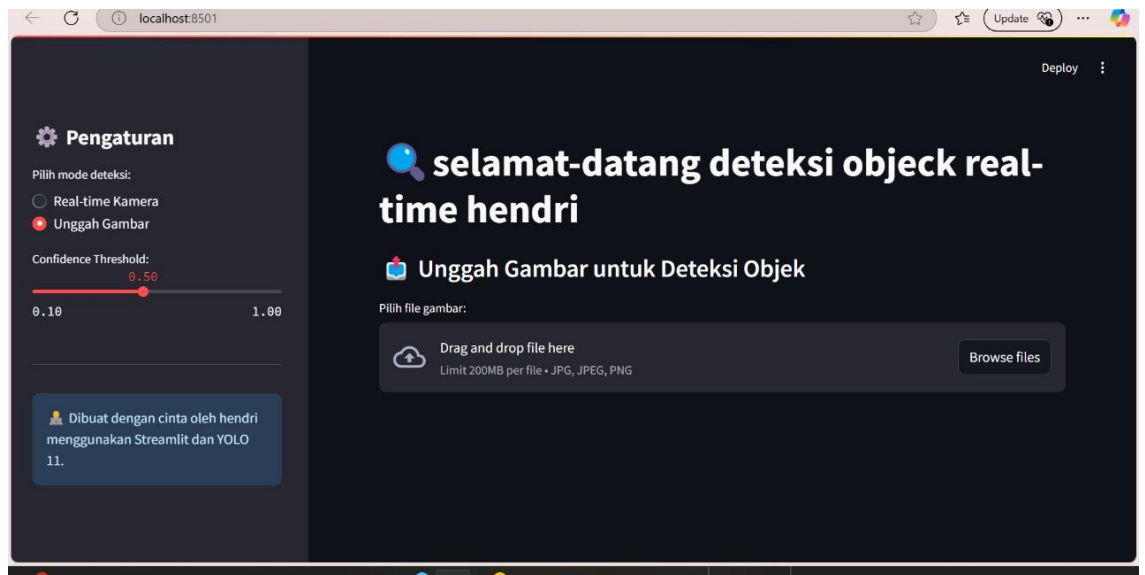 localhost:8501
Update
Deploy
Pengaturan
Pilih mode deteksi:
Real-time Kamera
Unggah Gambar
Confidence Threshold:
0.50
0.10 1.00
Dibuat dengan cinta oleh hendri
menggunakan Streamlit dan YOLO
11.
selamat-datang deteksi objeck real-
time hendri
Unggah Gambar untuk Deteksi Objek
Pilih file gambar:
Drag and drop file here
Limit 200MB per file • JPG, JPEG, PNG
Browse files